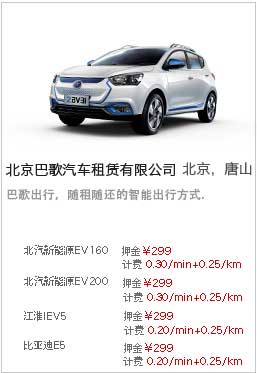 北京巴歌汽车租赁有限公司 北京，唐山
巴歌出行，随租随还的智能出行方式.
北汽新能源EV160 押金¥299
计费 0.30/min+0.25/km
北汽新能源EV200 押金¥299
计费 0.30/min+0.25/km
江淮IEV5 押金¥299
计费 0.20/min+0.25/km
比亚迪E5 押金¥299
计费 0.20/min+0.25/km